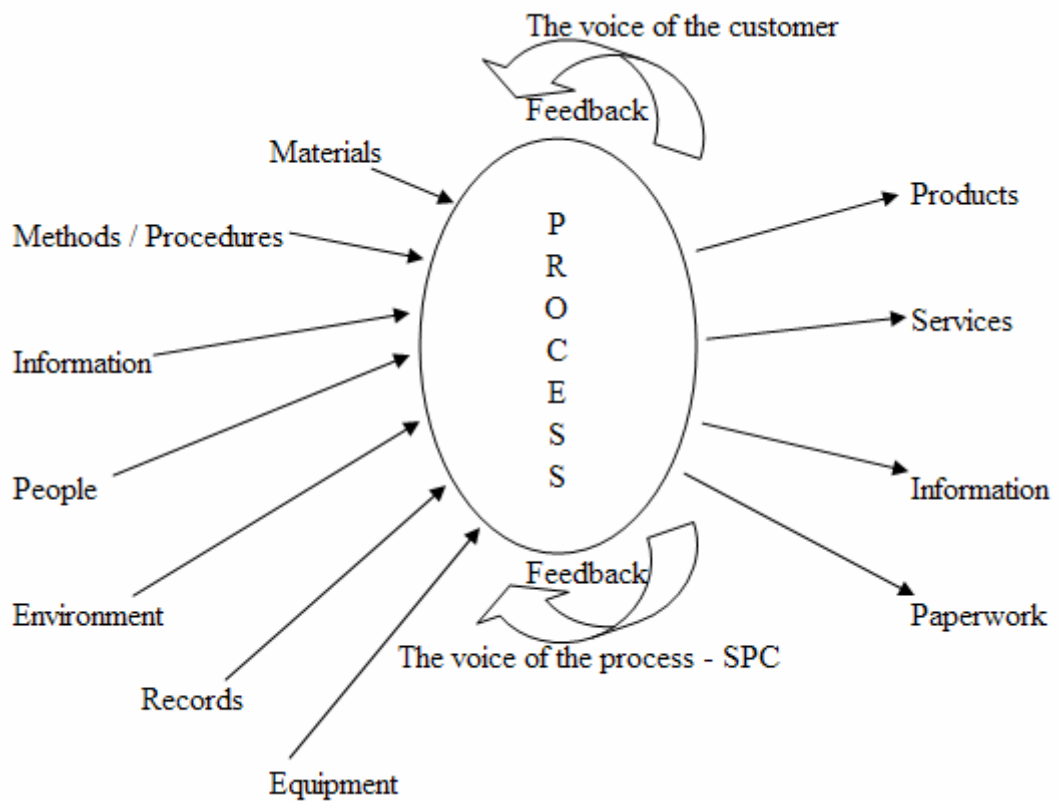 The voice of the customer
Feedback
Materials
Methods / Procedures
Information
People
Environment
Records
Equipment
P
R
O
C
E
S
S
Products
Services
Information
Paperwork
Feedback
The voice of the process - SPC